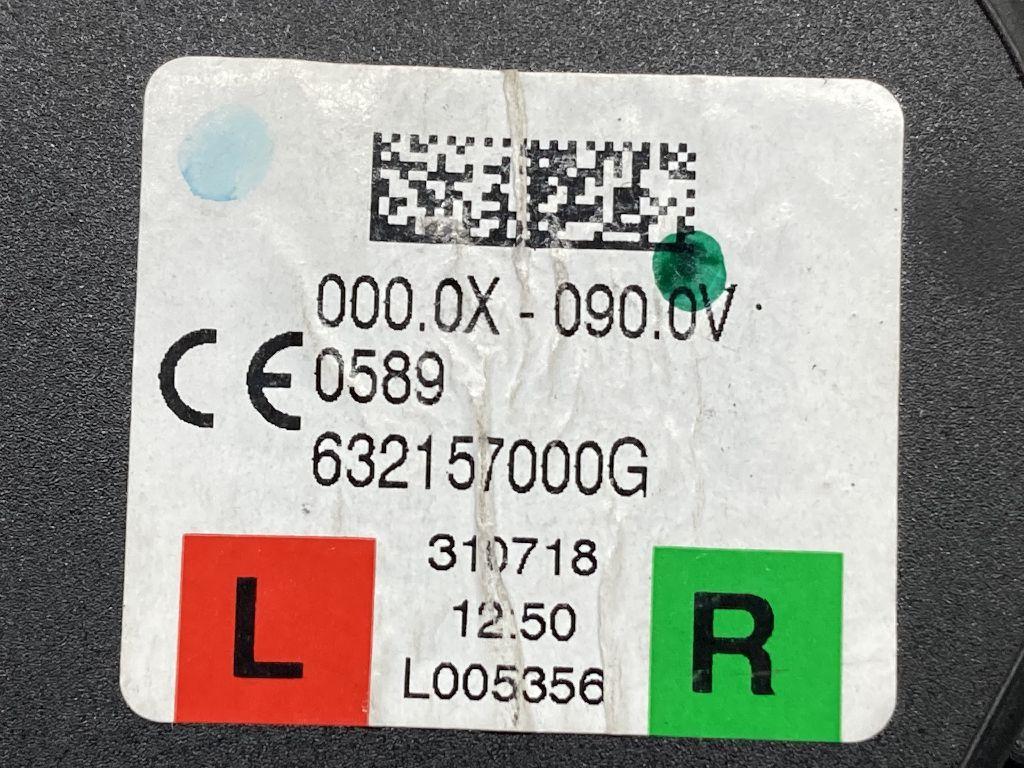 000.0X - 090.0V
CE 0589
632157000G
310718
12:50
L005356
L
R